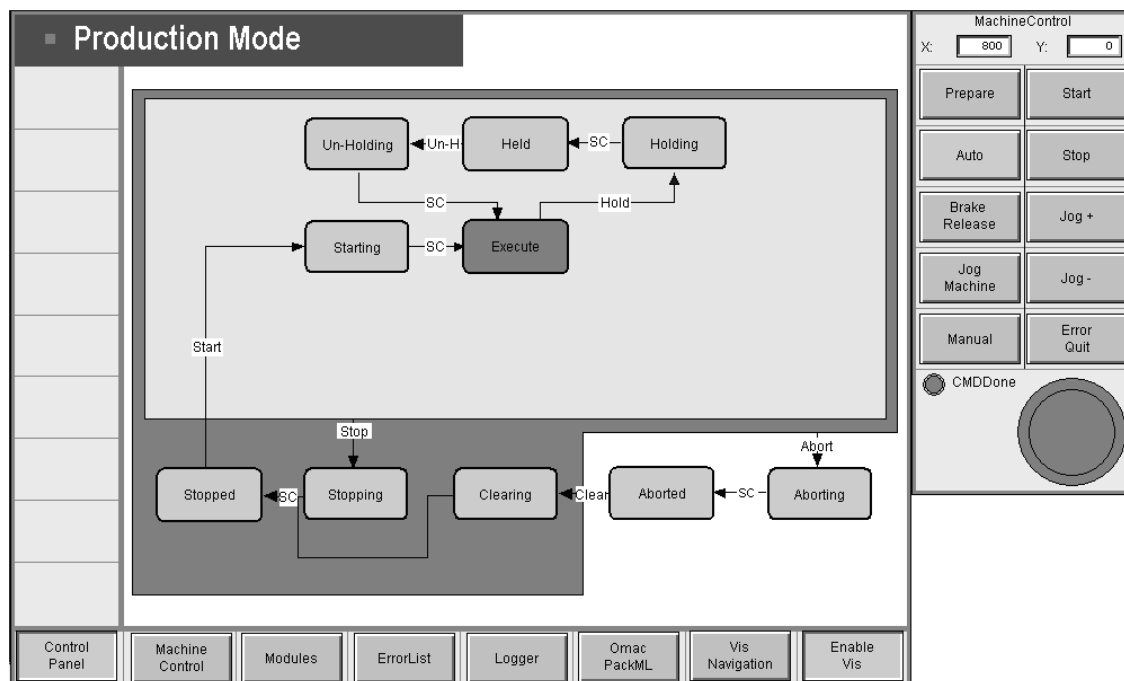 Production Mode
MachineControl
X: 800 Y: 0
Prepare
Start
Auto
Stop
Brake
Release
Jog +
Jog
Machine
Jog -
Manual
Error
Quit
CMDDone
Un-Holding
Un-H
Held
SC
Holding
SC
Hold
Starting
SC
Execute
Start
Stop
Abort
Stopped
SC
Stopping
Clearing
Clear
Aborted
SC
Aborting
Control
Panel
Machine
Control
Modules
ErrorList
Logger
Omac
PackML
Vis
Navigation
Enable
Vis